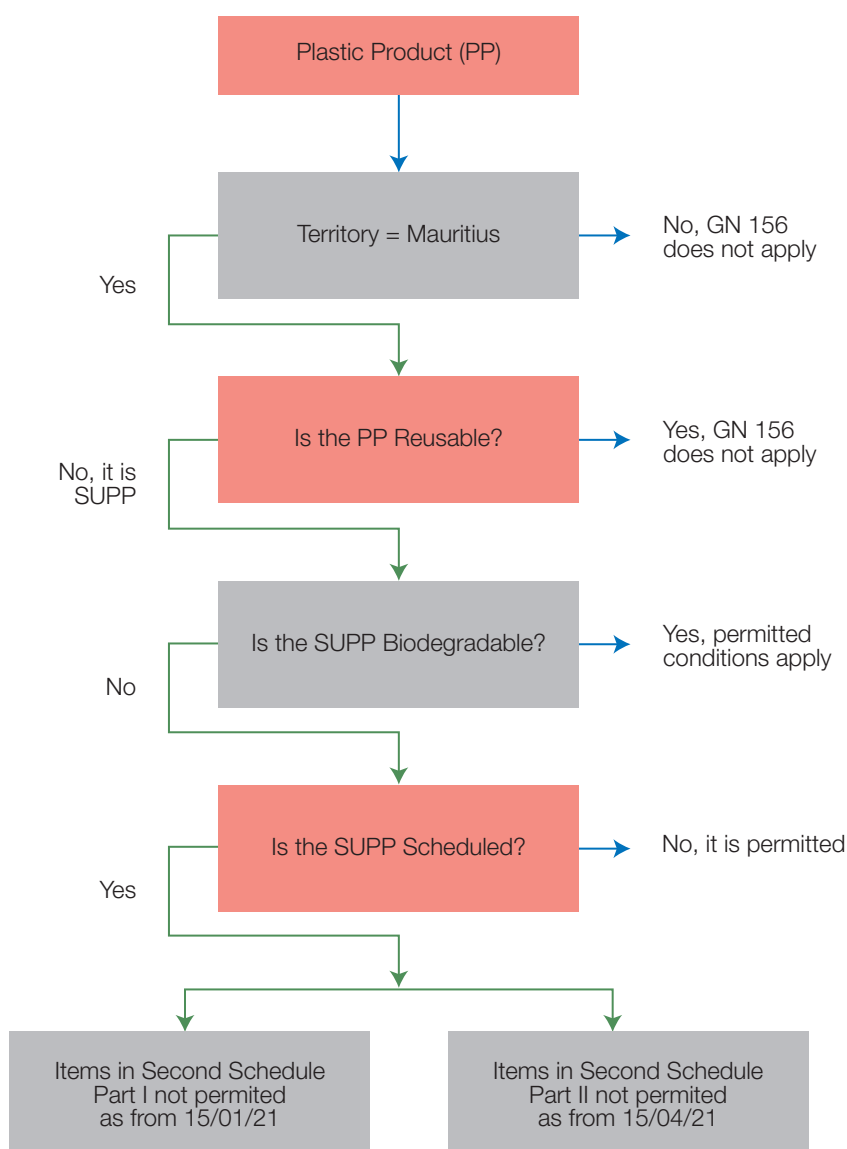 Plastic Product (PP)
Territory = Mauritius
No, GN 156
does not apply
Yes
Is the PP Reusable?
Yes, GN 156
does not apply
No, it is
SUPP
Is the SUPP Biodegradable?
Yes, permitted
conditions apply
No
Is the SUPP Scheduled?
No, it is permitted
Yes
Items in Second Schedule
Part I not permited
as from 15/01/21
Items in Second Schedule
Part II not permited
as from 15/04/21